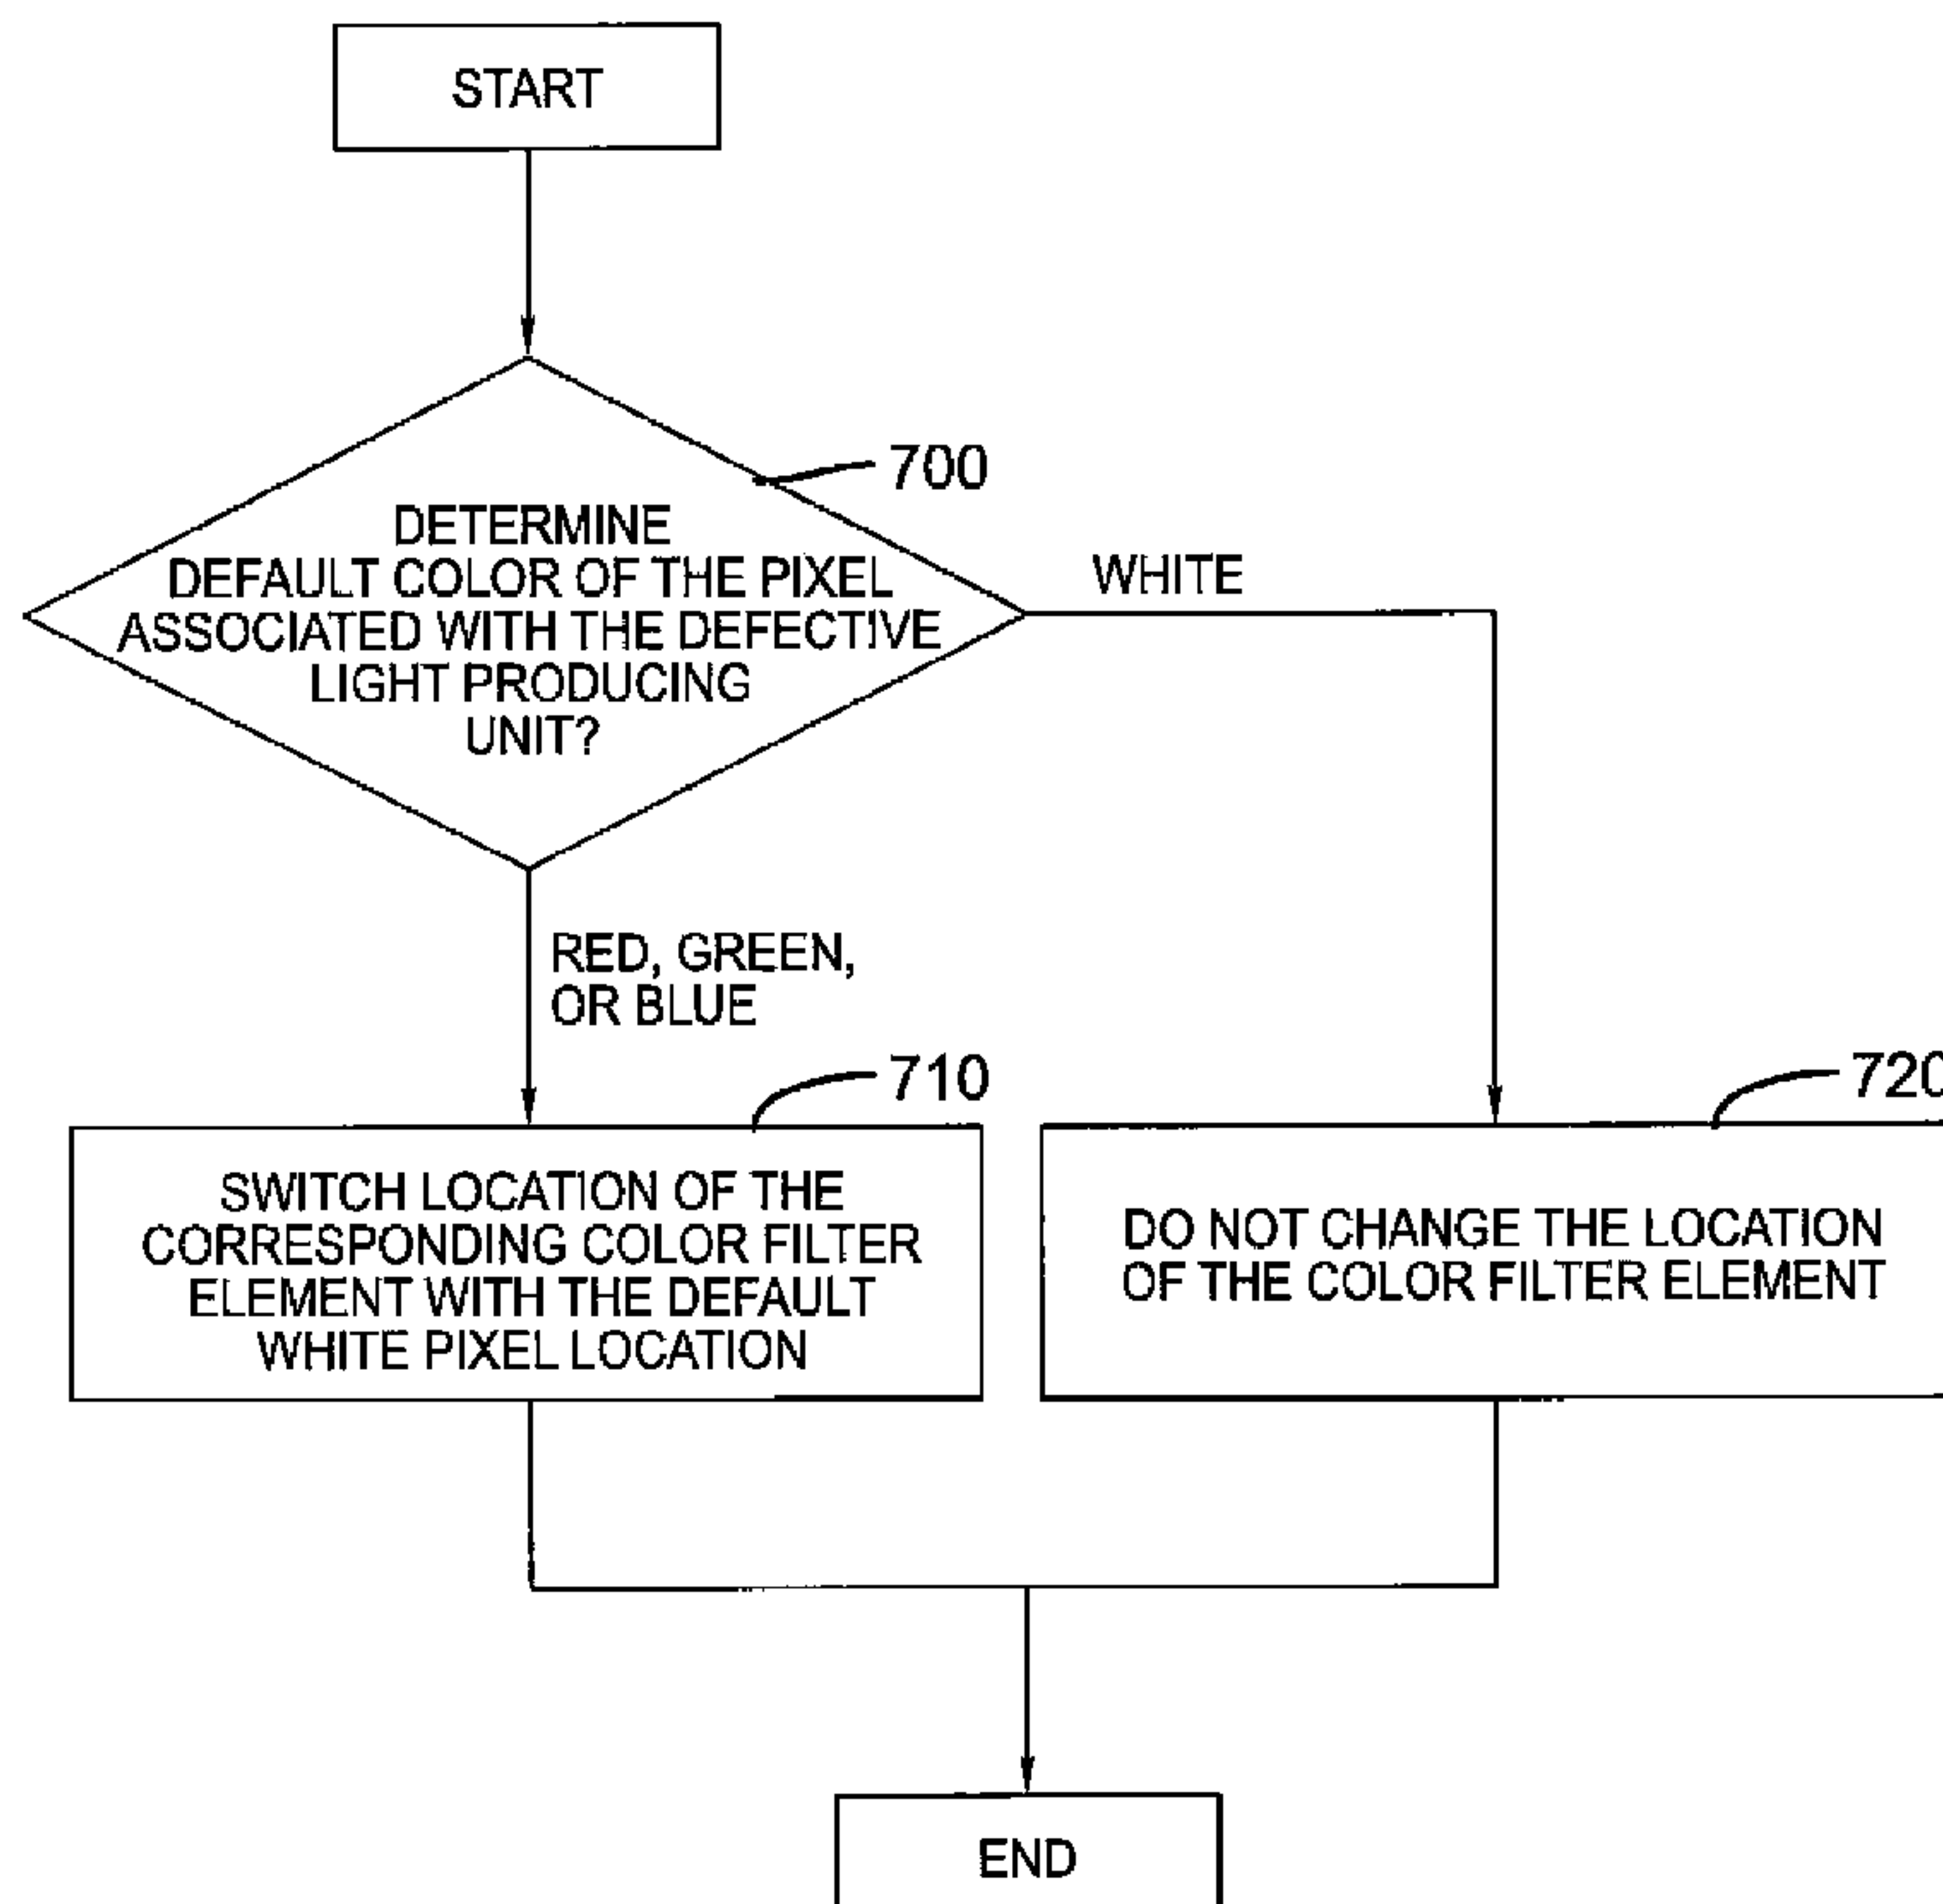 START
700
DETERMINE
DEFAULT COLOR OF THE PIXEL
ASSOCIATED WITH THE DEFECTIVE
LIGHT PRODUCING
UNIT?
WHITE
RED, GREEN,
OR BLUE
710
720
SWITCH LOCATION OF THE
CORRESPONDING COLOR FILTER
ELEMENT WITH THE DEFAULT
WHITE PIXEL LOCATION
DO NOT CHANGE THE LOCATION
OF THE COLOR FILTER ELEMENT
END